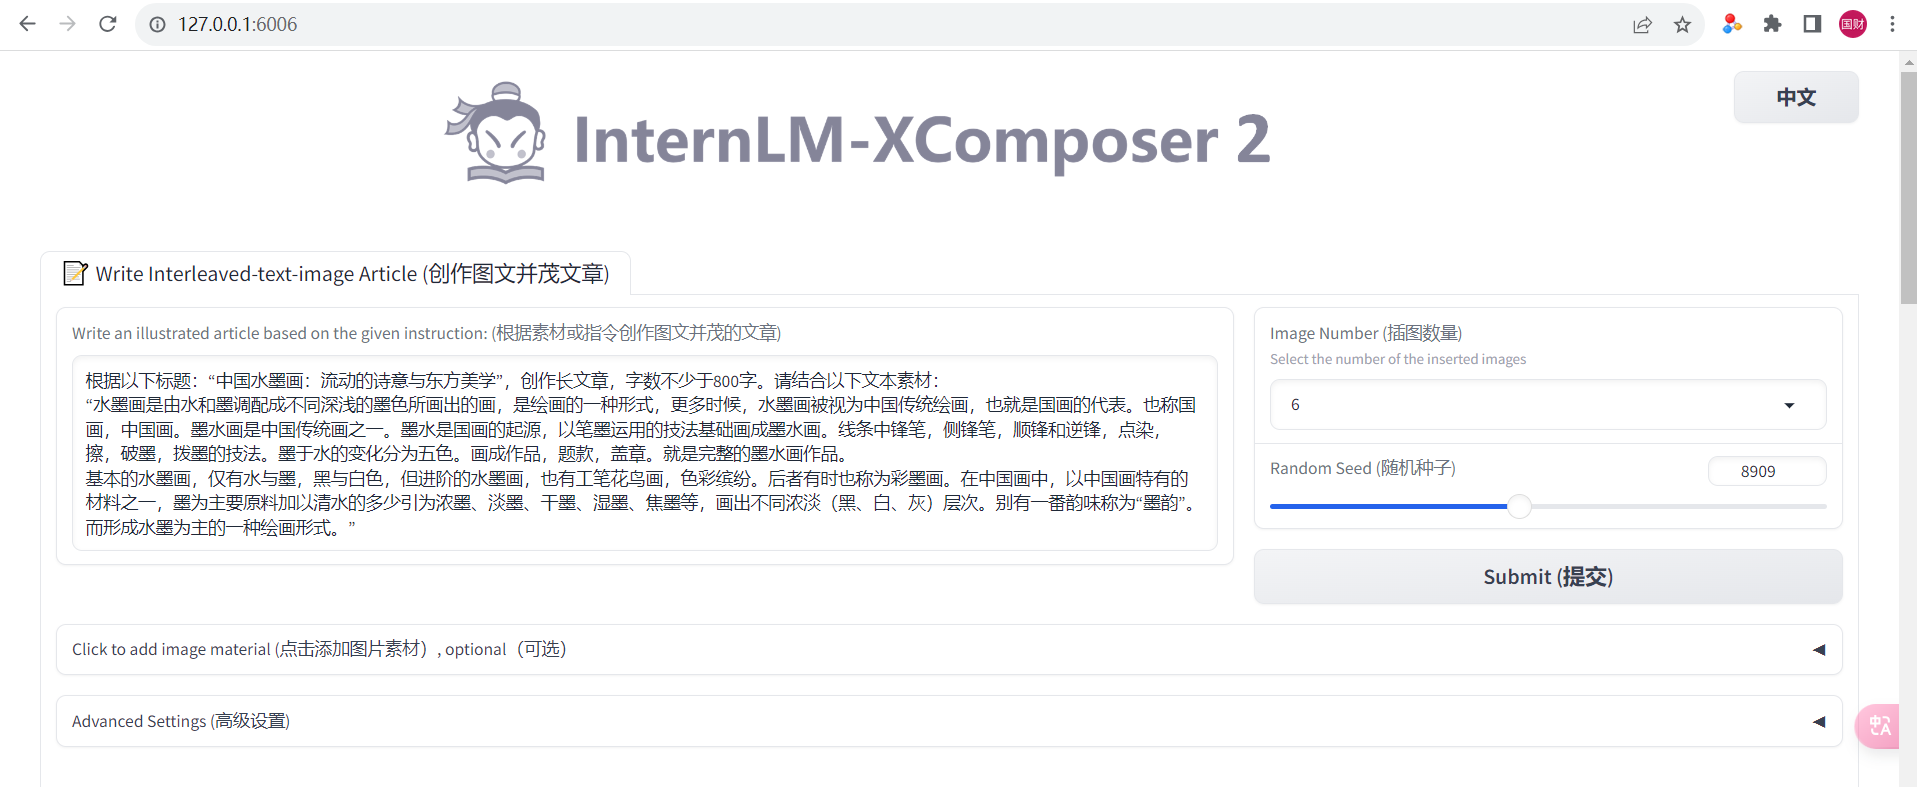 127.0.0.1:6006
国财
中文
InternLM-XComposer 2
Write Interleaved-text-image Article (创作图文并茂文章)
Write an illustrated article based on the given instruction: (根据素材或指令创作图文并茂的文章)
根据以下标题：“中国水墨画：流动的诗意与东方美学”，创作长文章，字数不少于800字。请结合以下文本素材：
“水墨画是由水和墨调配成不同深浅的墨色所画出的画，是绘画的一种形式，更多时候，水墨画被视为中国传统绘画，也就是国画的代表。也称国
画，中国画。墨水画是中国传统画之一。墨水是国画的起源，以笔墨运用的技法基础画成墨水画。线条中锋笔，侧锋笔，顺锋和逆锋，点染，
擦，破墨，拨墨的技法。墨于水的变化分为五色。画成作品，题款，盖章。就是完整的墨水画作品。
基本的水墨画，仅有水与墨，黑与白色，但进阶的水墨画，也有工笔花鸟画，色彩缤纷。后者有时也称为彩墨画。在中国画中，以中国画特有的
材料之一，墨为主要原料加以清水的多少引为浓墨、淡墨、干墨、湿墨、焦墨等，画出不同浓淡（黑、白、灰）层次。别有一番韵味称为“墨韵”。
而形成水墨为主的一种绘画形式。”
Image Number (插图数量)
Select the number of the inserted images
6
Random Seed (随机种子)
8909
Submit (提交)
Click to add image material (点击添加图片素材）, optional（可选）
Advanced Settings (高级设置)
中A